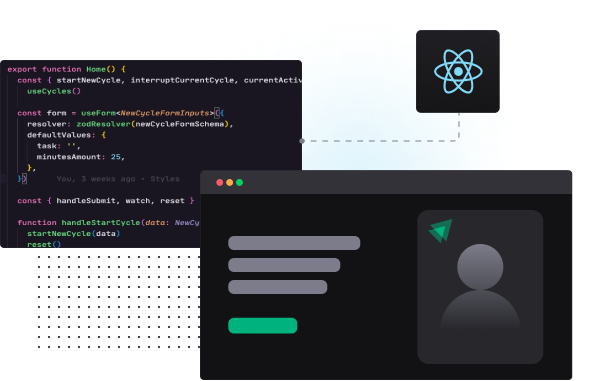 export function Home() {
const { startNewCycle, interruptCurrentCycle, currentActiv
useCycles()
const form = useForm<NewCycleFormInputs>({
resolver: zodResolver(newCycleFormSchema),
defaultValues: {
task: '',
minutesAmount: 25,
},
}) You, 3 weeks ago • Styles
const { handleSubmit, watch, reset }
function handleStartCycle(data: NewCy
startNewCycle(data)
reset()